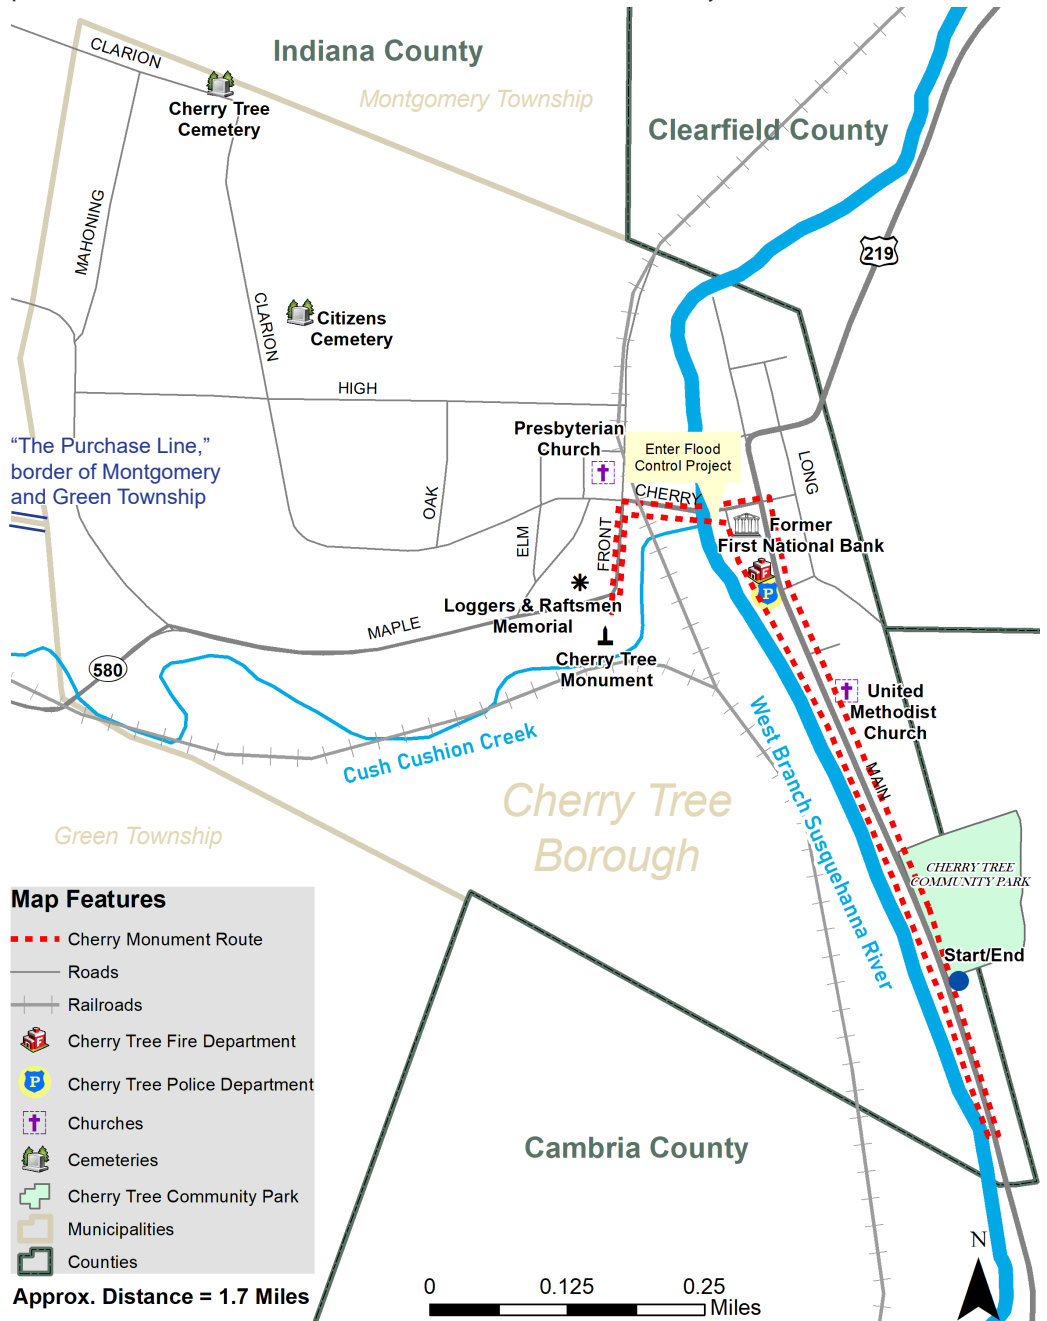 Indiana County
CLARION
Montgomery Township
Cherry Tree
Cemetery
Clearfield County
MAHONING
219
CLARION
Citizens
Cemetery
HIGH
Presbyterian
Church
Enter Flood
Control Project
“The Purchase Line,”
border of Montgomery
and Green Township
OAK
CHERRY
LONG
ELM
FRONT
Former
First National Bank
F
P
Loggers & Raftsmen
Memorial
MAPLE
Cherry Tree
Monument
580
United
Methodist
Church
Cush Cushion Creek
West Branch Susquehanna River
MAIN
Cherry Tree
Borough
Green Township
CHERRY TREE
COMMUNITY PARK
Start/End
Map Features
Cherry Monument Route
Roads
Railroads
F
Cherry Tree Fire Department
P
Cherry Tree Police Department
Churches
Cemeteries
Cherry Tree Community Park
Municipalities
Counties
Approx. Distance = 1.7 Miles
Cambria County
0 0.125 0.25
Miles
N